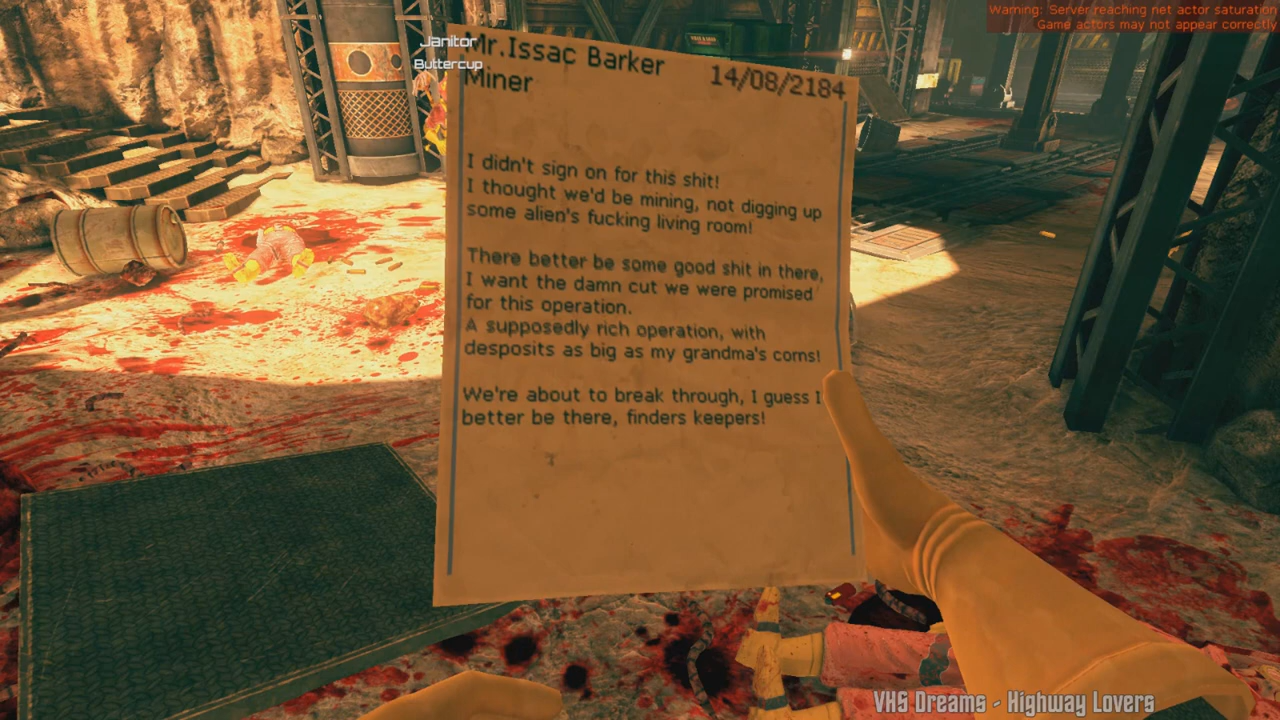 Warning: Server reaching net actor saturation
Game actors may not appear correctly
Janitor
Buttercup
Mr.Issac Barker
14/08/2184
Miner
I didn't sign on for this shit!
I thought we'd be mining, not digging up
some alien's fucking living room!
There better be some good shit in there,
I want the damn cut we were promised
for this operation.
A supposedly rich operation, with
desposits as big as my grandma's corns!
We're about to break through, I guess I
better be there, finders keepers!
VHS Dreams - Highway Lovers